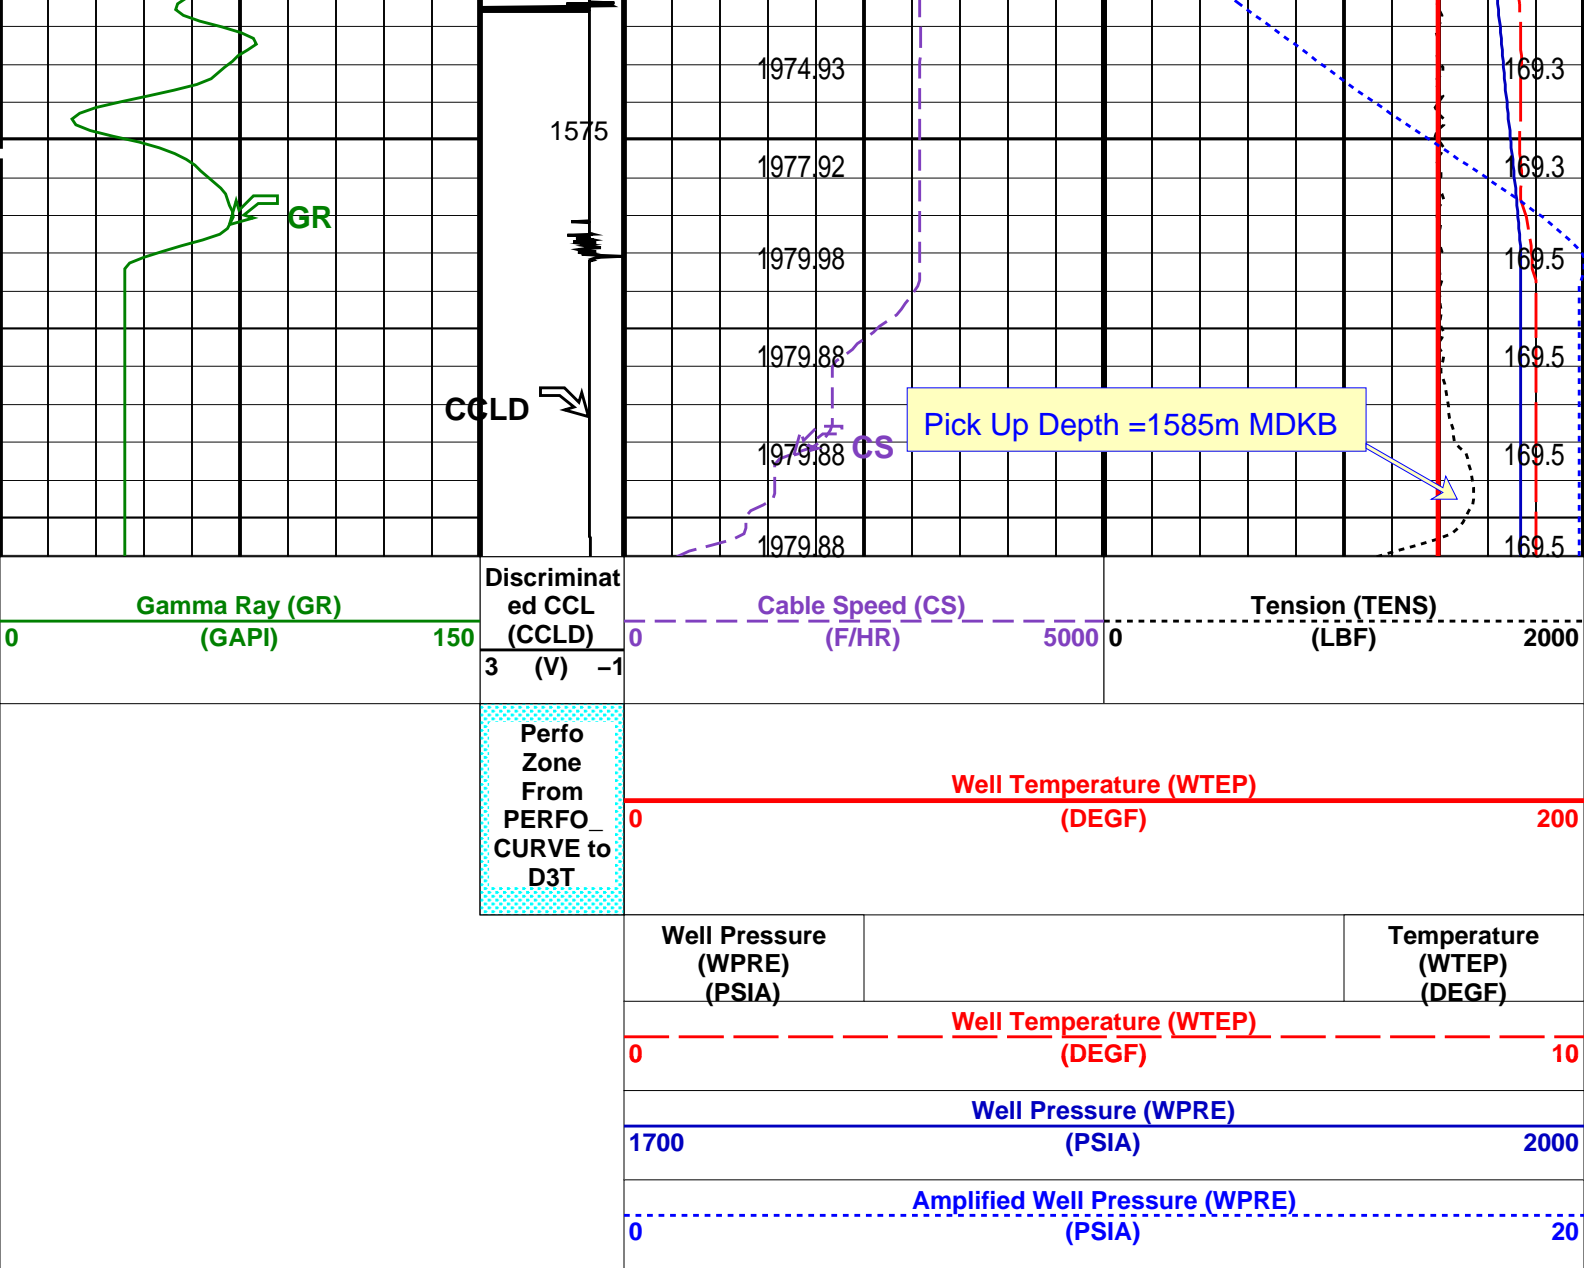 1974.93 169.3
1575
1977.92 169.3
GR
1979.98 169.5
1979.88 169.5
CCLD
Pick Up Depth =1585m MDKB
CS
1979.88 169.5
1979.88 169.5
Gamma Ray (GR)
0 (GAPI) 150
Discriminat
ed CCL
(CCLD)
3 (V) −1
Cable Speed (CS)
0 (F/HR) 5000
Tension (TENS)
0 (LBF) 2000
Perfo
Zone
From
PERFO_
CURVE to
D3T
Well Temperature (WTEP)
0 (DEGF) 200
Well Pressure
(WPRE)
(PSIA)
Temperature
(WTEP)
(DEGF)
Well Temperature (WTEP)
0 (DEGF) 10
Well Pressure (WPRE)
1700 (PSIA) 2000
Amplified Well Pressure (WPRE)
0 (PSIA) 20